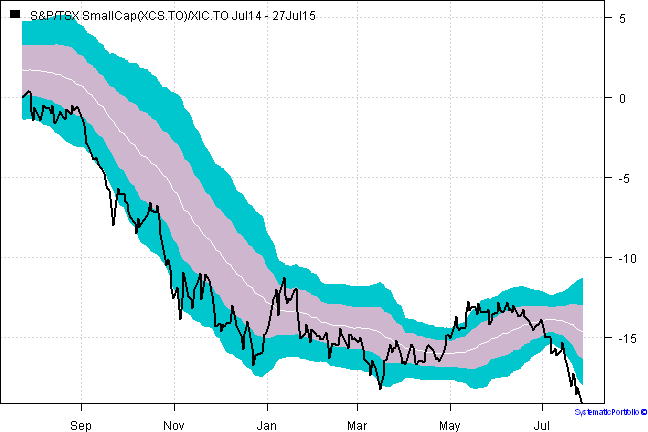 S&P/TSX SmallCap(XCS.TO)/XIC.TO Jul14 - 27Jul15
5
0
-5
-10
-15
Sep Nov Jan Mar May Jul
SystematicPortfolio ©